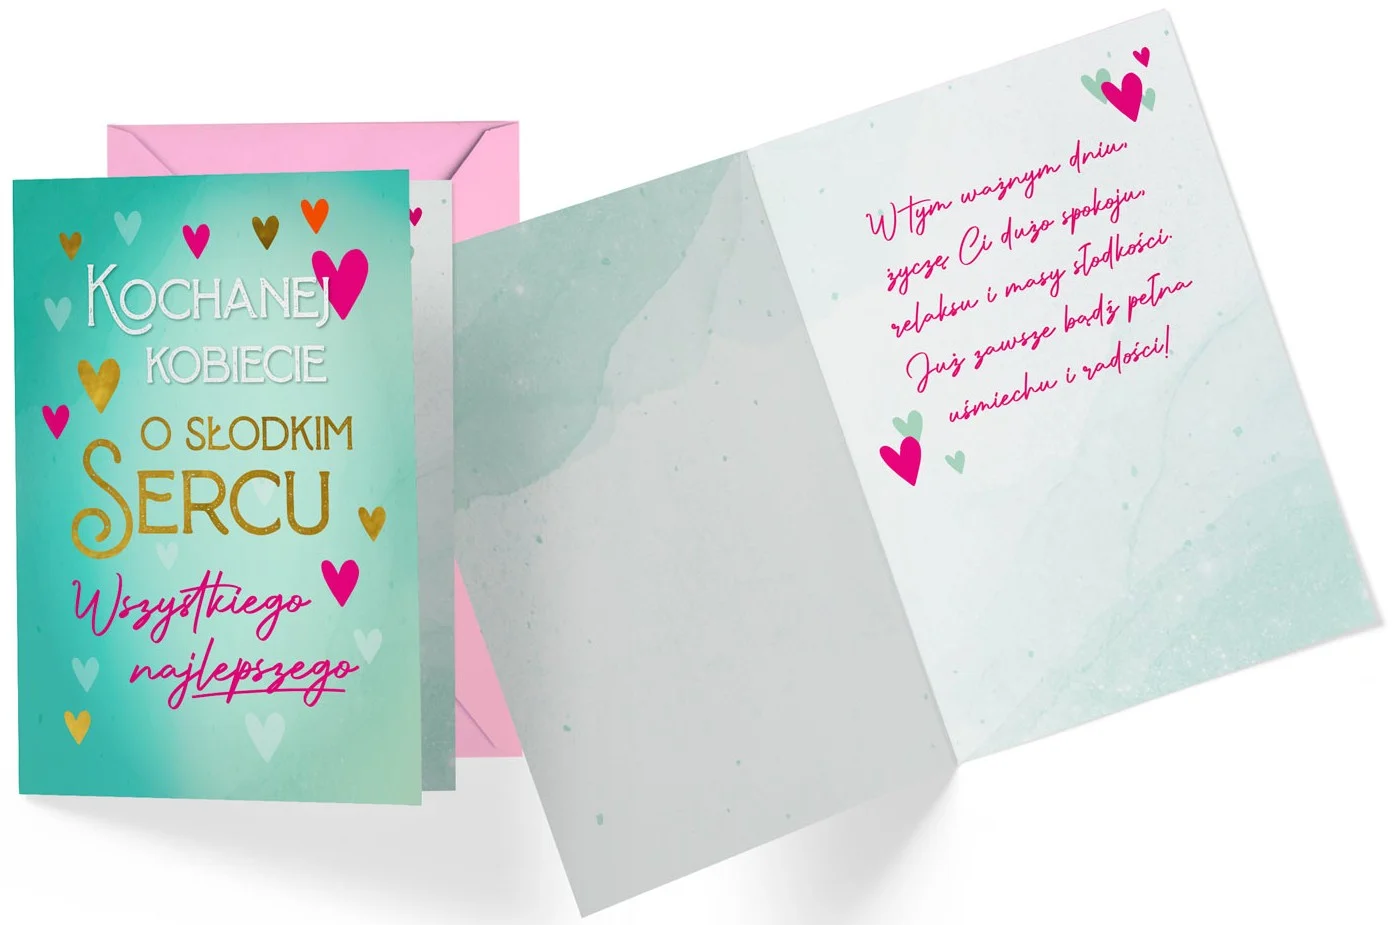 KOCHANEJ
KOBIECIE
O SŁODKIM
SERCU
Wszystkiego
najlepszego
W tym ważnym dniu,
życzę Ci dużo spokoju,
relaksu i masy słodkości.
Już zawsze bądź pełna
uśmiechu i radości!